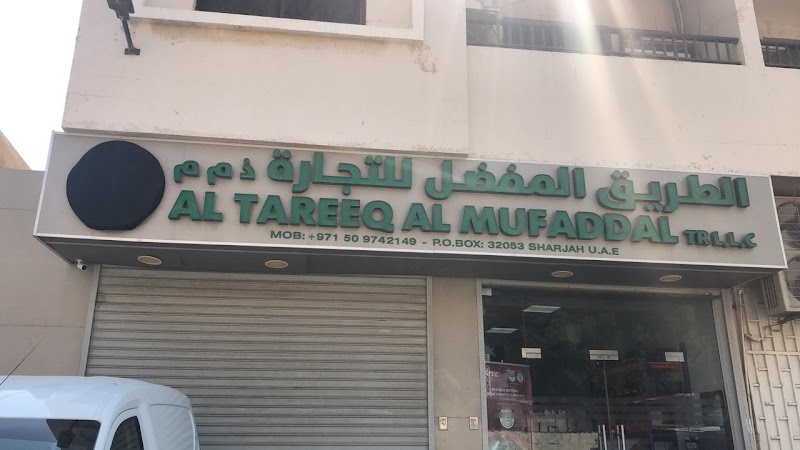 الطريق المفضل للتجارة ذ م م
AL TAREEQ AL MUFADDAL TR L.L.C
MOB: +971 50 9742149 - P.O.BOX: 32053 SHARJAH U.A.E